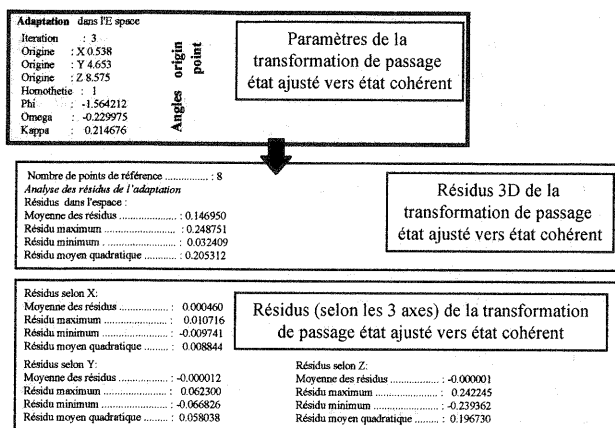 Adaptation dans l'E space
Iteration : 3
Origine : X 0.538
Origine : Y 4.653
Origine : Z 8.575
Homothetie : 1
Phi : -1.564212
Omega : -0.229975
Kappa : 0.214676
Angles origin
point
Paramètres de la
transformation de passage
état ajusté vers état cohérent
Nombre de points de référence ............... : 8
Analyse des résidus de l'adaptation
Résidus dans l'espace :
Moyenne des résidus .................... : 0.146950
Résidu maximum ......................... : 0.248751
Résidu minimum ......................... : 0.032409
Résidu moyen quadratique ........... : 0.205312
Résidus 3D de la
transformation de passage
état ajusté vers état cohérent
Résidus selon X:
Moyenne des résidus ................. : 0.000460
Résidu maximum ...................... : 0.010716
Résidu minimum ...................... : -0.009741
Résidu moyen quadratique ........ : 0.008844
Résidus (selon les 3 axes) de la transformation
de passage état ajusté vers état cohérent
Résidus selon Y:
Moyenne des résidus ................. : -0.000012
Résidu maximum ...................... : 0.062300
Résidu minimum ...................... : -0.066826
Résidu moyen quadratique ........ : 0.058038
Résidus selon Z:
Moyenne des résidus ................. : -0.000001
Résidu maximum ...................... : 0.242245
Résidu minimum ...................... : -0.239362
Résidu moyen quadratique ........ : 0.196730